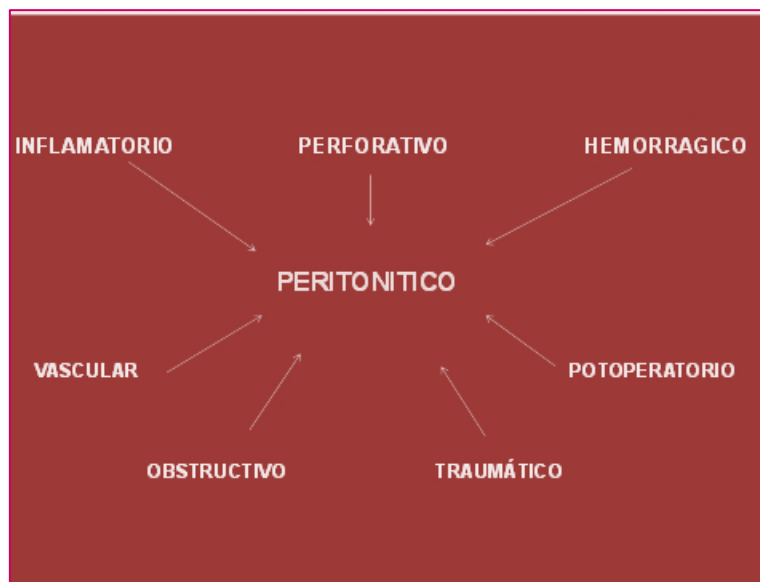 INFLAMATORIO
PERFORATIVO
HEMORRAGICO
PERITONITICO
VASCULAR
POTOPERATORIO
OBSTRUCTIVO
TRAUMÁTICO